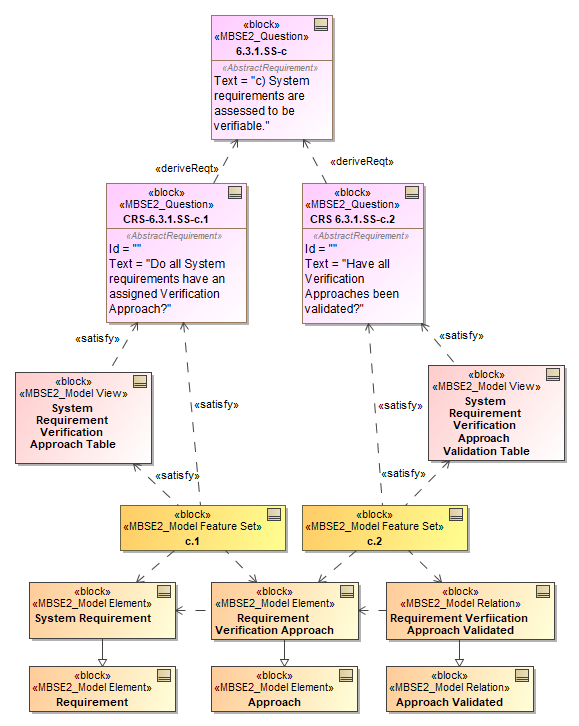 «block»
«MBSE2_Question»
6.3.1.SS-c
«AbstractRequirement»
Text = "c) System
requirements are
assessed to be
verifiable."
«deriveReqt»
«deriveReqt»
«block»
«MBSE2_Question»
CRS-6.3.1.SS-c.1
«AbstractRequirement»
Id = ""
Text = "Do all System
requirements have an
assigned Verification
Approach?"
«block»
«MBSE2_Question»
CRS 6.3.1.SS-c.2
«AbstractRequirement»
Id = ""
Text = "Have all
Verification
Approaches been
validated?"
«satisfy»
«satisfy»
«satisfy»
«satisfy»
«block»
«MBSE2_Model View»
System
Requirement
Verification
Approach Table
«block»
«MBSE2_Model View»
System
Requirement
Verification
Approach
Validation Table
«satisfy»
«satisfy»
«block»
«MBSE2_Model Feature Set»
c.1
«block»
«MBSE2_Model Feature Set»
c.2
«block»
«MBSE2_Model Element»
System Requirement
«block»
«MBSE2_Model Element»
Requirement
Verification Approach
«block»
«MBSE2_Model Relation»
Requirement Verfiication
Approach Validated
«block»
«MBSE2_Model Element»
Requirement
«block»
«MBSE2_Model Element»
Approach
«block»
«MBSE2_Model Relation»
Approach Validated